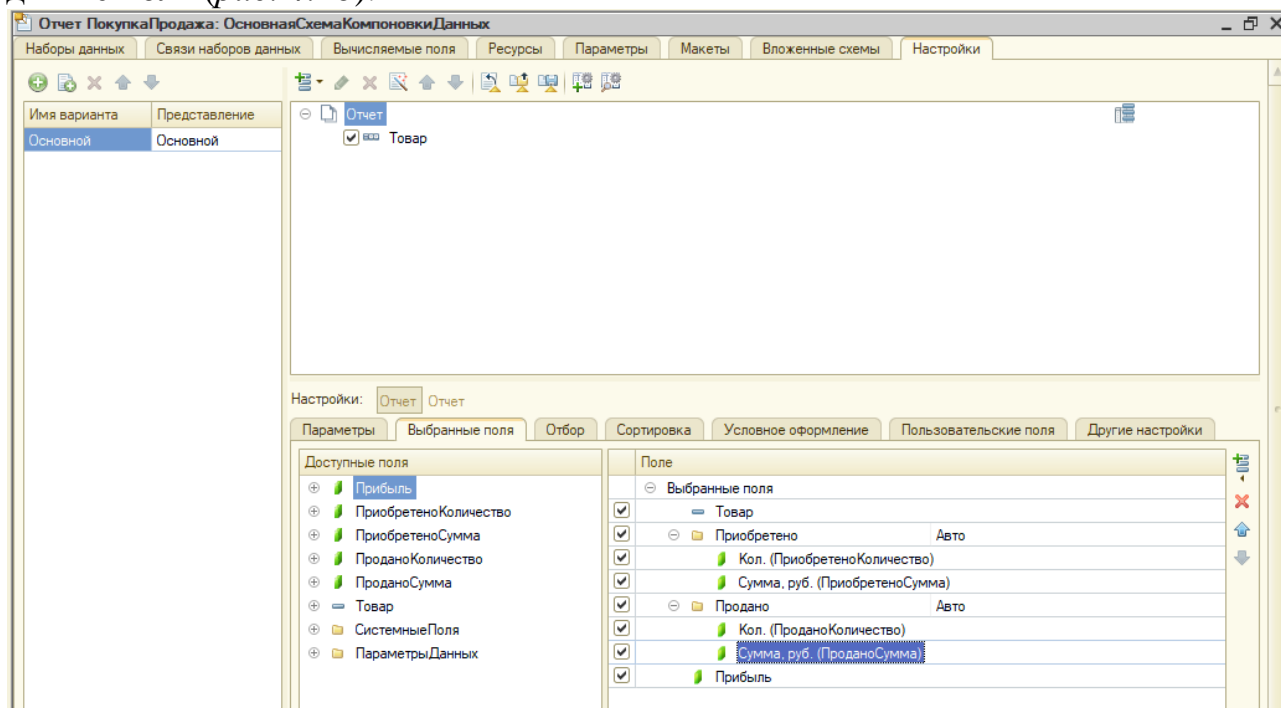 Отчет ПокупкаПродажа: ОсновнаяСхемаКомпоновкиДанных
Наборы данных Связи наборов данных Вычисляемые поля Ресурсы Параметры Макеты Вложенные схемы Настройки
Имя варианта Представление
Основной Основной
Отчет
Товар
Настройки: Отчет Отчет
Параметры Выбранные поля Отбор Сортировка Условное оформление Пользовательские поля Другие настройки
Доступные поля
Прибыль
ПриобретеноКоличество
ПриобретеноСумма
ПроданоКоличество
ПроданоСумма
Товар
СистемныеПоля
ПараметрыДанных
Поле
Выбранные поля
Товар
Приобретено Авто
Кол. (ПриобретеноКоличество)
Сумма, руб. (ПриобретеноСумма)
Продано Авто
Кол. (ПроданоКоличество)
Сумма, руб. (ПроданоСумма)
Прибыль